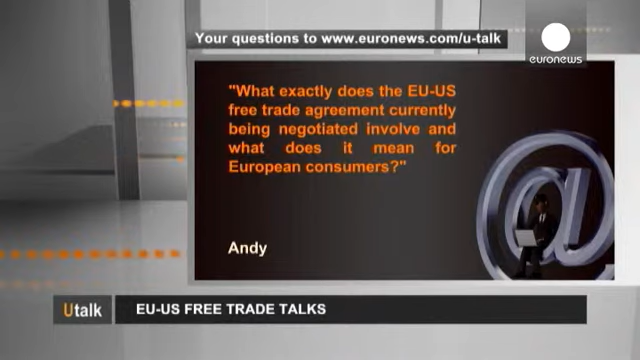 Your questions to www.euronews.com/u-talk
euronews
"What exactly does the EU-US
free trade agreement currently
being negotiated involve and
what does it mean for
European consumers?"
Andy
Utalk
EU-US FREE TRADE TALKS